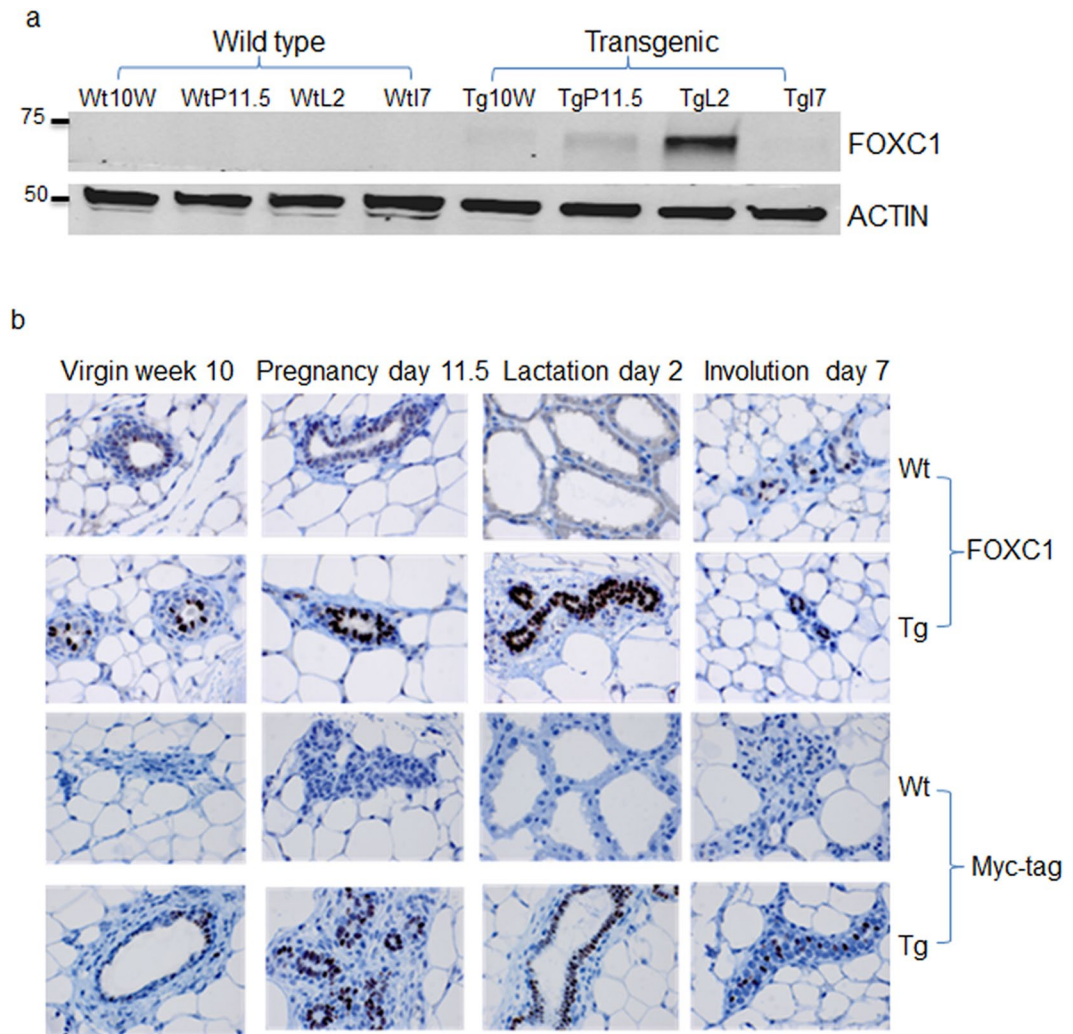 a
Wild type Transgenic
Wt10W WtP11.5 WtL2 WtI7 Tg10W TgP11.5 TgL2 TgI7
75
FOXC1
50
ACTIN
b
Virgin week 10 Pregnancy day 11.5 Lactation day 2 Involution day 7
Wt
FOXC1
Tg
Wt
Myc-tag
Tg